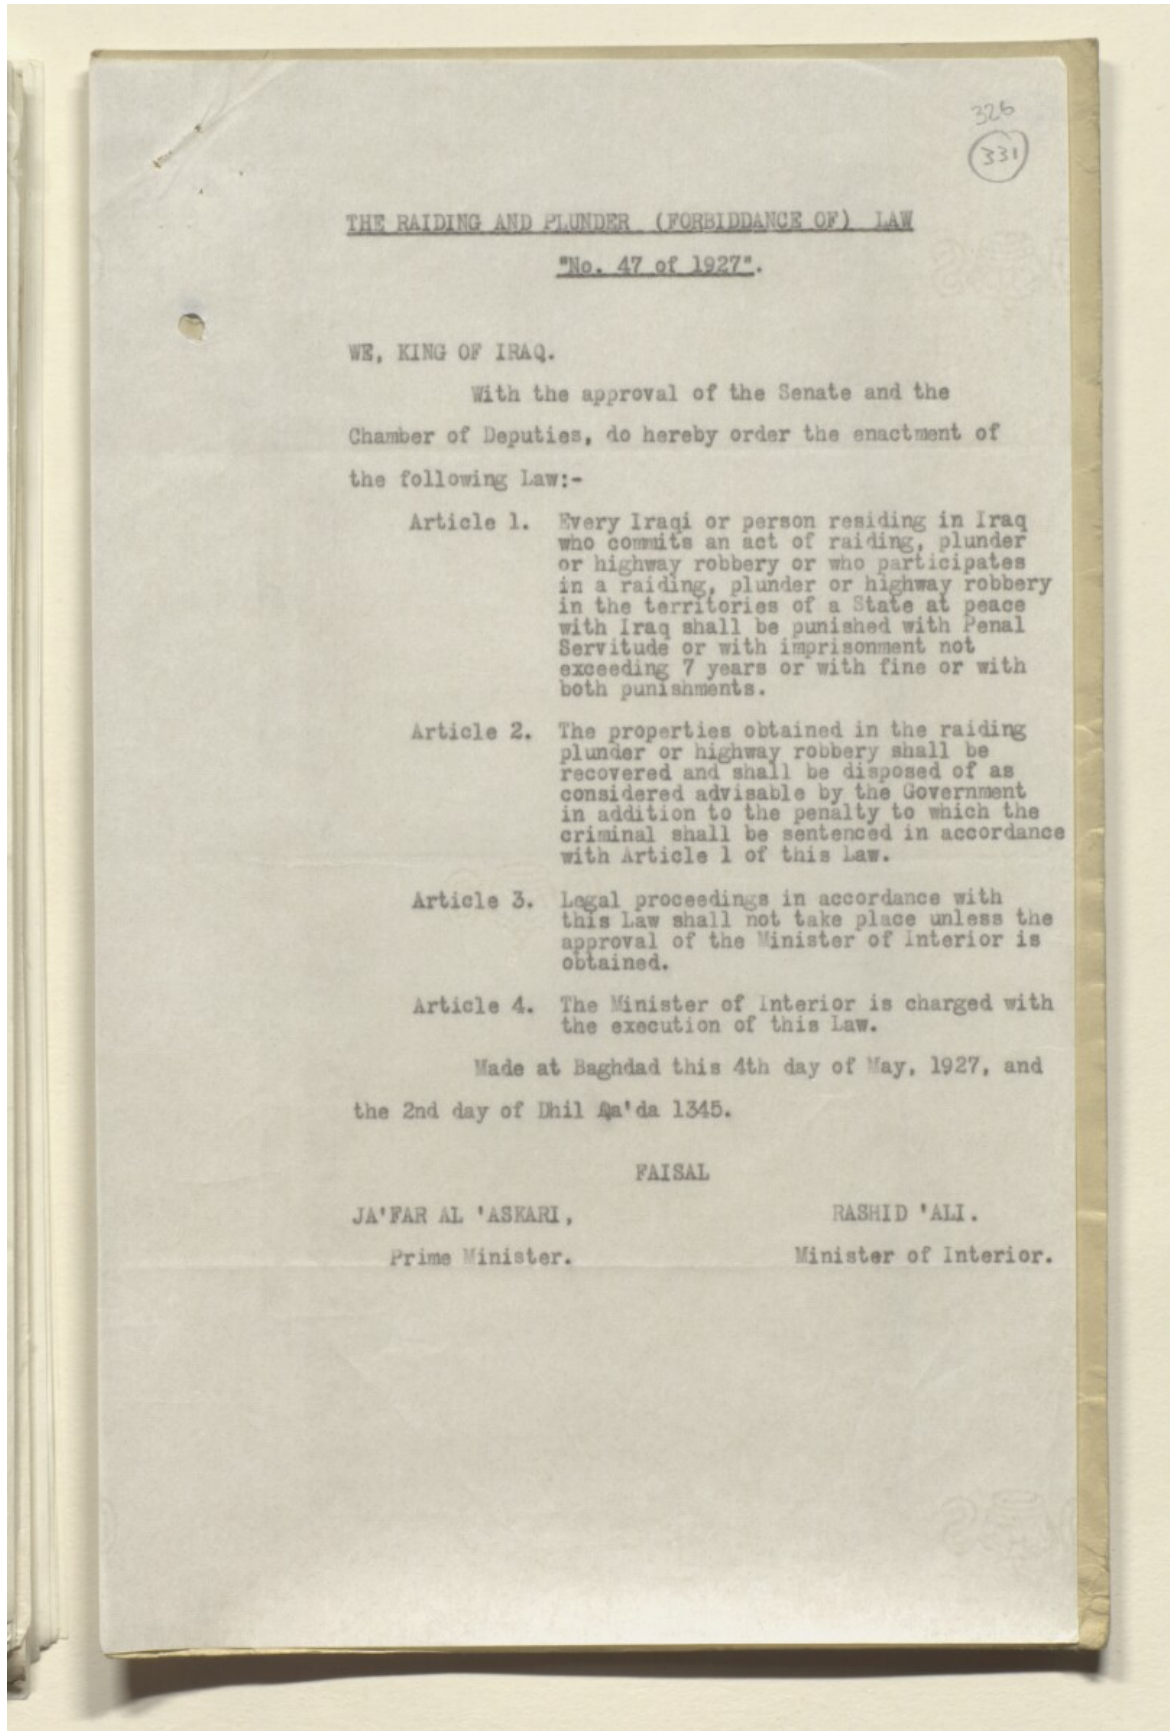 326
331
THE RAIDING AND PLUNDER (FORBIDDANCE OF) LAW
"No. 47 of 1927".
WE, KING OF IRAQ.
With the approval of the Senate and the
Chamber of Deputies, do hereby order the enactment of
the following Law:-
Article 1. Every Iraqi or person residing in Iraq
who commits an act of raiding, plunder
or highway robbery or who participates
in a raiding, plunder or highway robbery
in the territories of a State at peace
with Iraq shall be punished with Penal
Servitude or with imprisonment not
exceeding 7 years or with fine or with
both punishments.
Article 2. The properties obtained in the raiding
plunder or highway robbery shall be
recovered and shall be disposed of as
considered advisable by the Government
in addition to the penalty to which the
criminal shall be sentenced in accordance
with Article 1 of this Law.
Article 3. Legal proceedings in accordance with
this Law shall not take place unless the
approval of the Minister of Interior is
obtained.
Article 4. The Minister of Interior is charged with
the execution of this Law.
Made at Baghdad this 4th day of May, 1927, and
the 2nd day of Dhil Qa'da 1345.
FAISAL
JA'FAR AL 'ASKARI, RASHID 'ALI.
Prime Minister. Minister of Interior.